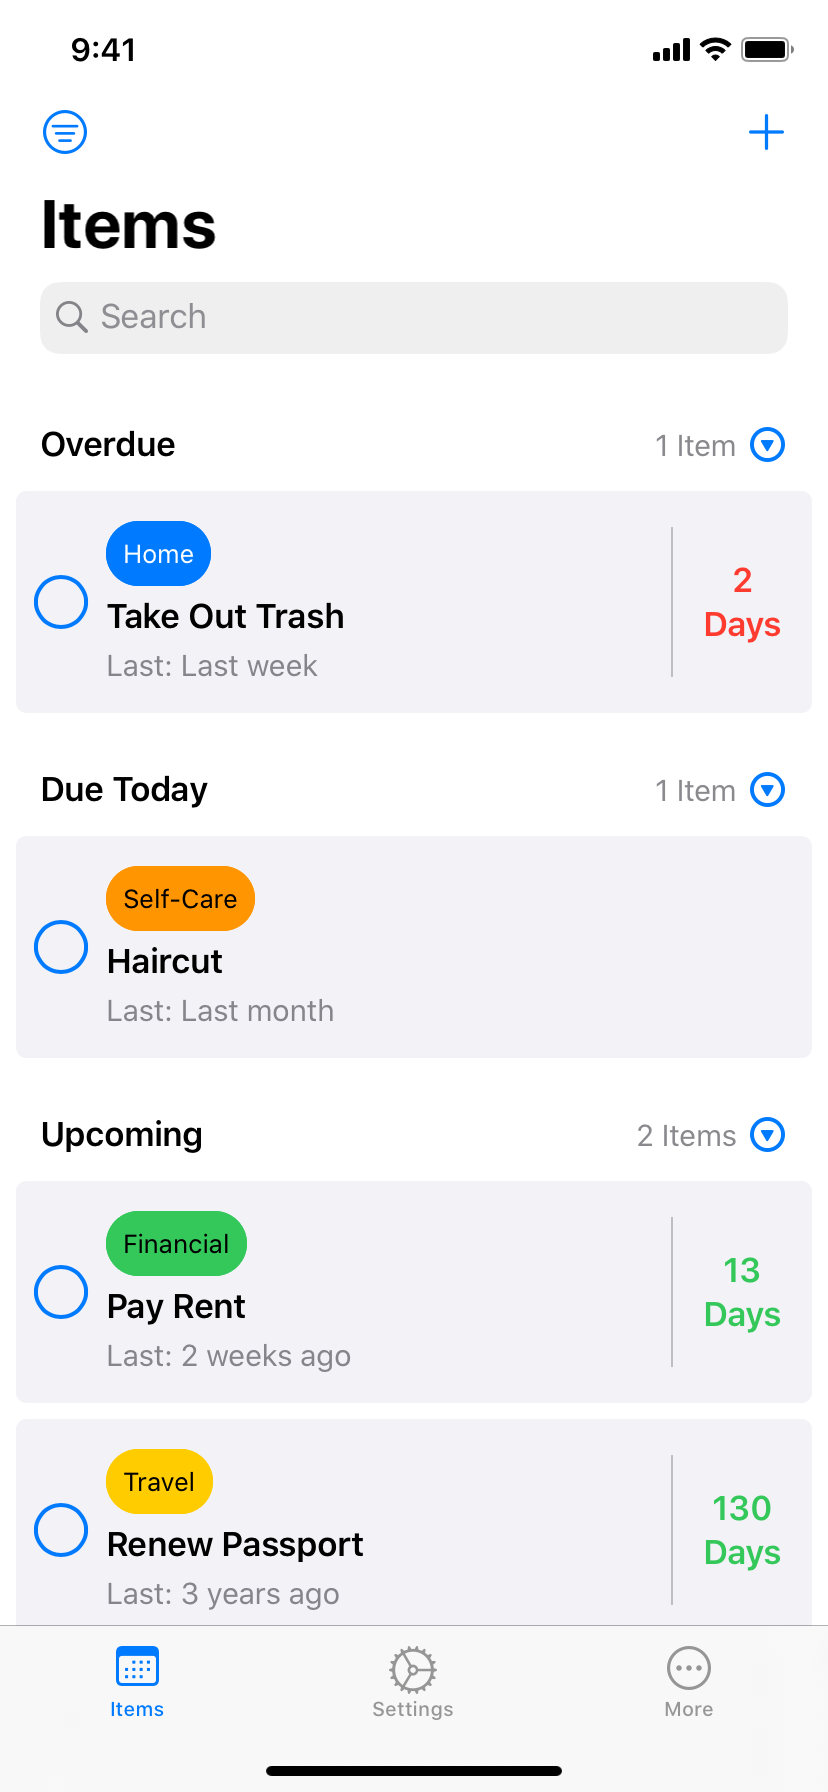 9:41
Items
Search
Overdue
1 Item
Home
Take Out Trash
Last: Last week
2
Days
Due Today
1 Item
Self-Care
Haircut
Last: Last month
Upcoming
2 Items
Financial
Pay Rent
Last: 2 weeks ago
13
Days
Travel
Renew Passport
Last: 3 years ago
130
Days
Items
Settings
More